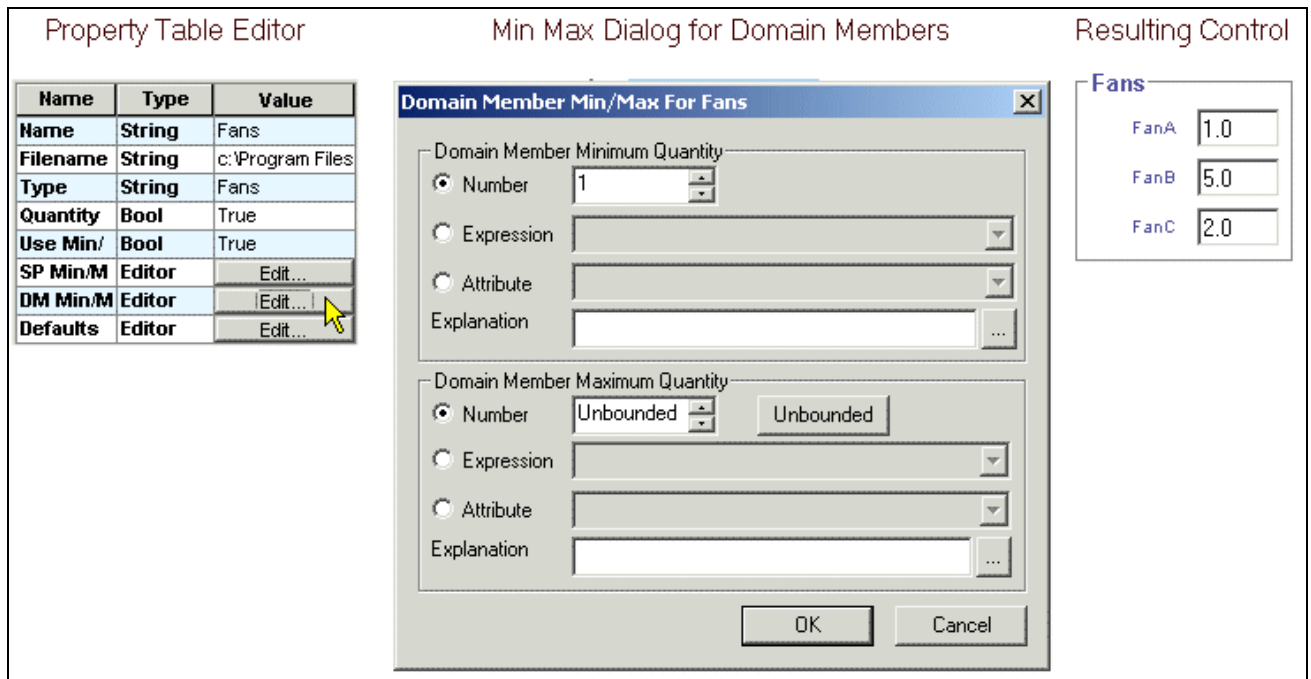 Property Table Editor
Min Max Dialog for Domain Members
Resulting Control
Name Type Value
Name String Fans
Filename String c:\Program Files
Type String Fans
Quantity Bool True
Use Min/ Bool True
SP Min/M Editor Edit...
DM Min/M Editor Edit...
Defaults Editor Edit...
Domain Member Min/Max For Fans
Domain Member Minimum Quantity
Number 1
Expression
Attribute
Explanation ...
Domain Member Maximum Quantity
Number Unbounded Unbounded
Expression
Attribute
Explanation ...
OK Cancel
Fans
FanA 1.0
FanB 5.0
FanC 2.0